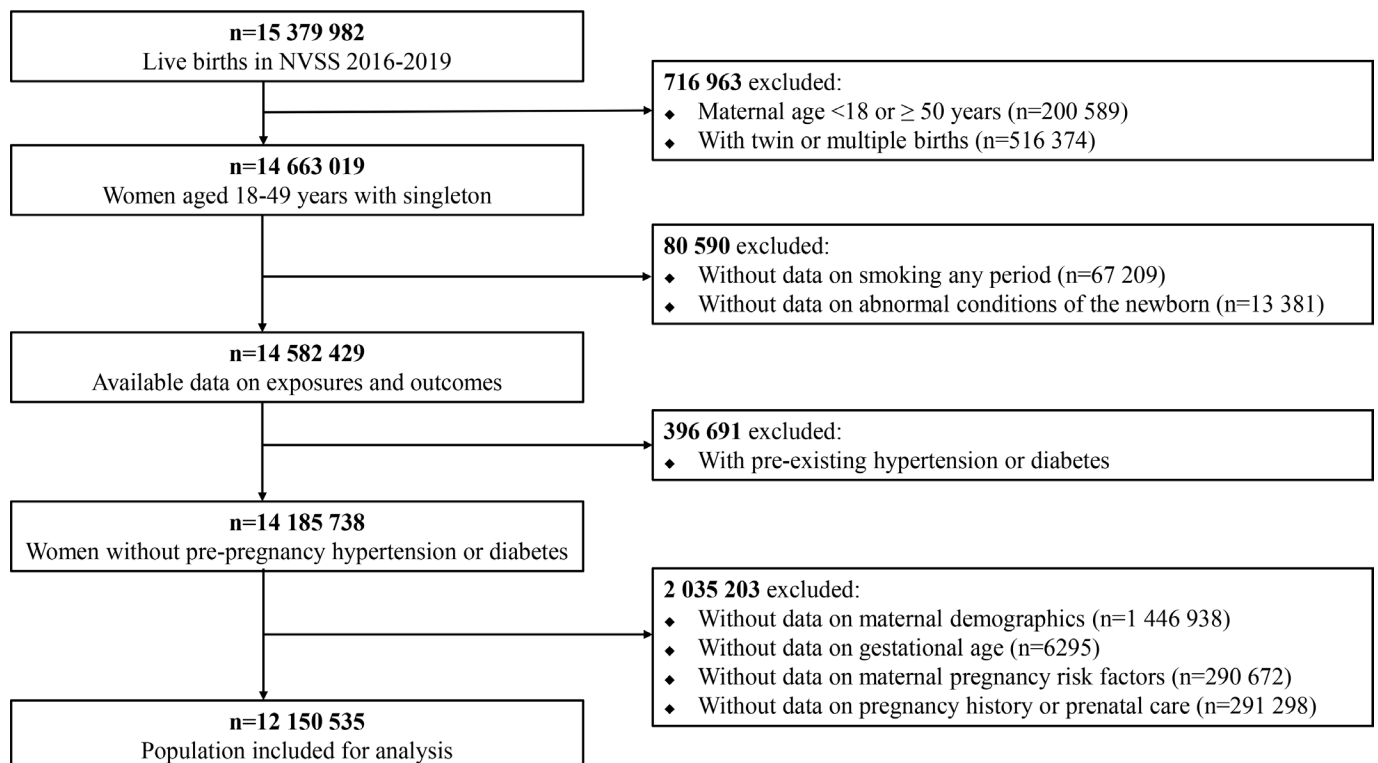 n=15 379 982
Live births in NVSS 2016-2019
716 963 excluded:
◆ Maternal age <18 or ≥ 50 years (n=200 589)
◆ With twin or multiple births (n=516 374)
n=14 663 019
Women aged 18-49 years with singleton
80 590 excluded:
◆ Without data on smoking any period (n=67 209)
◆ Without data on abnormal conditions of the newborn (n=13 381)
n=14 582 429
Available data on exposures and outcomes
396 691 excluded:
◆ With pre-existing hypertension or diabetes
n=14 185 738
Women without pre-pregnancy hypertension or diabetes
2 035 203 excluded:
◆ Without data on maternal demographics (n=1 446 938)
◆ Without data on gestational age (n=6295)
◆ Without data on maternal pregnancy risk factors (n=290 672)
◆ Without data on pregnancy history or prenatal care (n=291 298)
n=12 150 535
Population included for analysis